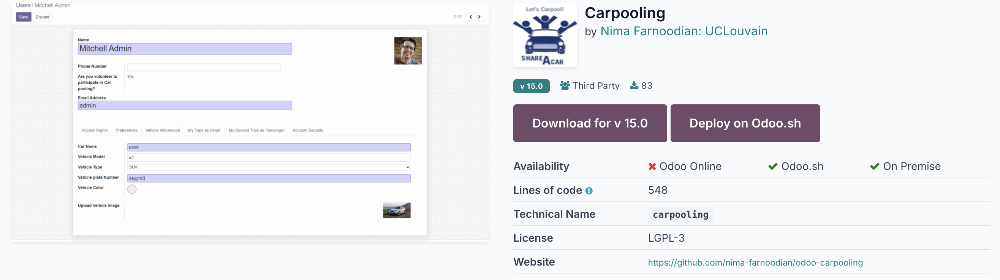 Users / Mitchell Admin
Save Discard
2 / 2
Name
Mitchell Admin
Phone Number
Are you volunteer to
participate in Car
pooling?
Yes
Email Address
admin
Access Rights Preferences Vehicle Information My Trips as Driver My Booked Trips as Passenger Account Security
Car Name BMW
Vehicle Model ix1
Vehicle Type SUV
Vehicle plate Number 24gg165
Vehicle Color
Upload Vehicle Image
Let's Carpool!!
SHARE A CAR
Carpooling
by Nima Farnoodian: UCLouvain
v 15.0 Third Party 83
Download for v 15.0 Deploy on Odoo.sh
Availability Odoo Online Odoo.sh On Premise
Lines of code 548
Technical Name carpooling
License LGPL-3
Website https://github.com/nima-farnoodian/odoo-carpooling